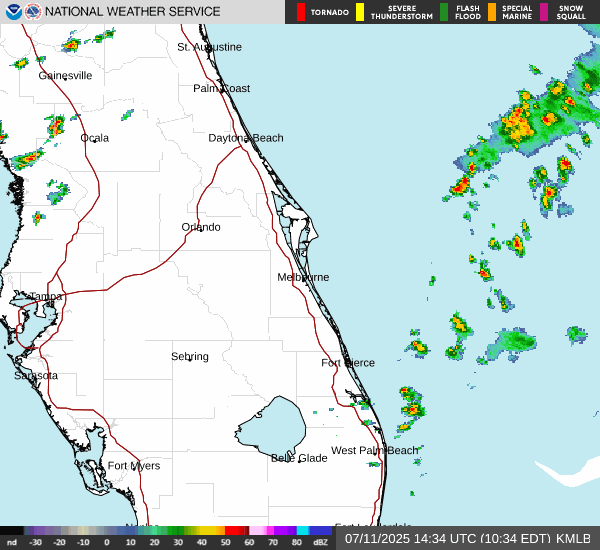 NATIONAL WEATHER SERVICE
TORNADO
SEVERE
THUNDERSTORM
FLASH
FLOOD
SPECIAL
MARINE
SNOW
SQUALL
St. Augustine
Gainesville
Palm Coast
Ocala
Daytona Beach
Orlando
Melbourne
Tampa
Sebring
Fort Pierce
Sarasota
West Palm Beach
Belle Glade
Fort Myers
nd -30 -20 -10 0 10 20 30 40 50 60 70 80 dBZ
07/11/2025 14:34 UTC (10:34 EDT) KMLB